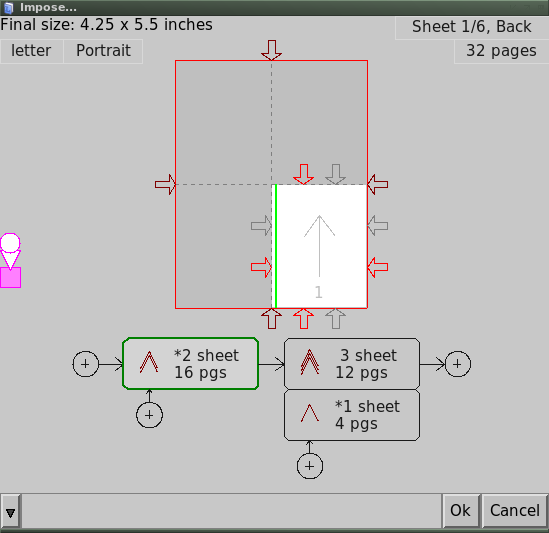 Impose...
Final size: 4.25 x 5.5 inches
Sheet 1/6, Back
letter
Portrait
32 pages
1
*2 sheet
16 pgs
3 sheet
12 pgs
*1 sheet
4 pgs
Ok
Cancel